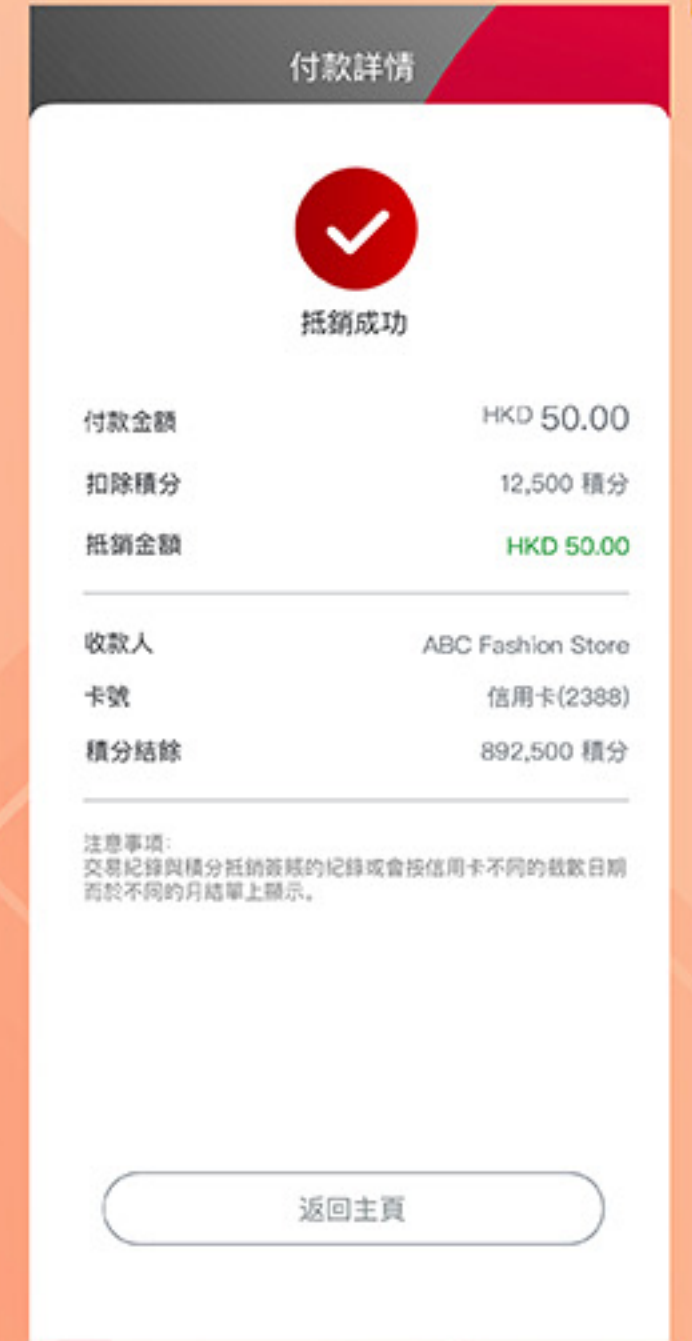 付款詳情
抵銷成功
付款金額 HKD 50.00
扣除積分 12,500 積分
抵銷金額 HKD 50.00
收款人 ABC Fashion Store
卡號 信用卡(2388)
積分結餘 892,500 積分
注意事項:
交易紀錄與積分抵銷簽賬的紀錄或會按信用卡不同的截數日期
而於不同的月結單上顯示。
返回主頁